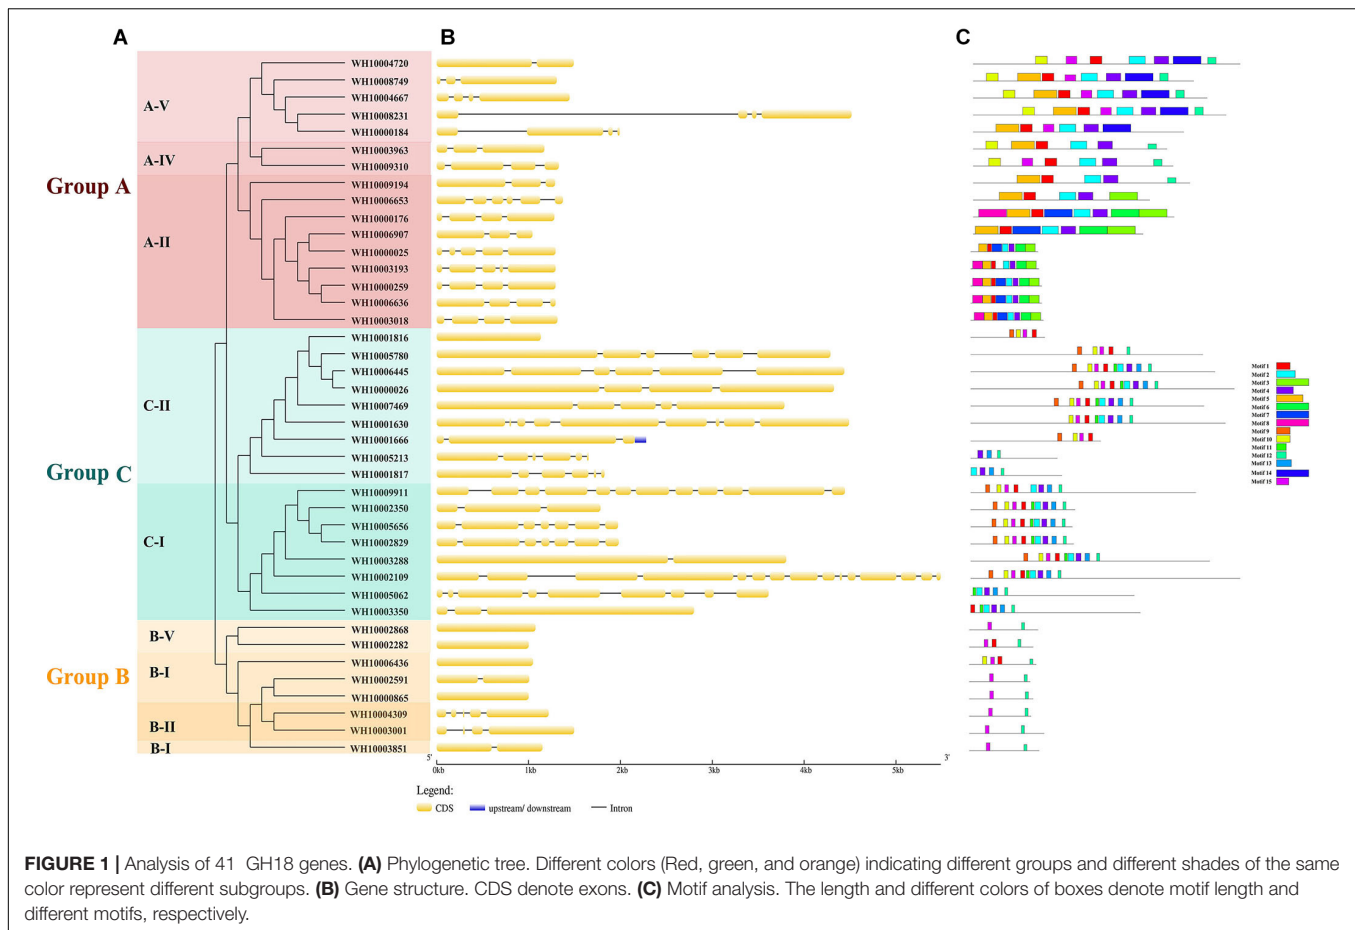 A
B
C
Group A
Group C
Group B
A-V
A-IV
A-II
C-II
C-I
B-V
B-I
B-II
B-I
WH10004720
WH10008749
WH10004667
WH10008231
WH10000184
WH10003963
WH10009310
WH10009194
WH10006653
WH10000176
WH10006907
WH10000025
WH10003193
WH10000259
WH10006636
WH10003018
WH10001816
WH10005780
WH10006445
WH10000026
WH10007469
WH10001630
WH10001666
WH10005213
WH10001817
WH10009911
WH10002350
WH10005656
WH10002829
WH10003288
WH10002109
WH10005062
WH10003350
WH10002868
WH10002282
WH10006436
WH10002591
WH10000865
WH10004309
WH10003001
WH10003851
5'
3'
0kb 1kb 2kb 3kb 4kb 5kb
Legend:
CDS upstream/ downstream Intron
Motif 1
Motif 2
Motif 3
Motif 4
Motif 5
Motif 6
Motif 7
Motif 8
Motif 9
Motif 10
Motif 11
Motif 12
Motif 13
Motif 14
Motif 15
FIGURE 1 | Analysis of 41 GH18 genes. (A) Phylogenetic tree. Different colors (Red, green, and orange) indicating different groups and different shades of the same
color represent different subgroups. (B) Gene structure. CDS denote exons. (C) Motif analysis. The length and different colors of boxes denote motif length and
different motifs, respectively.